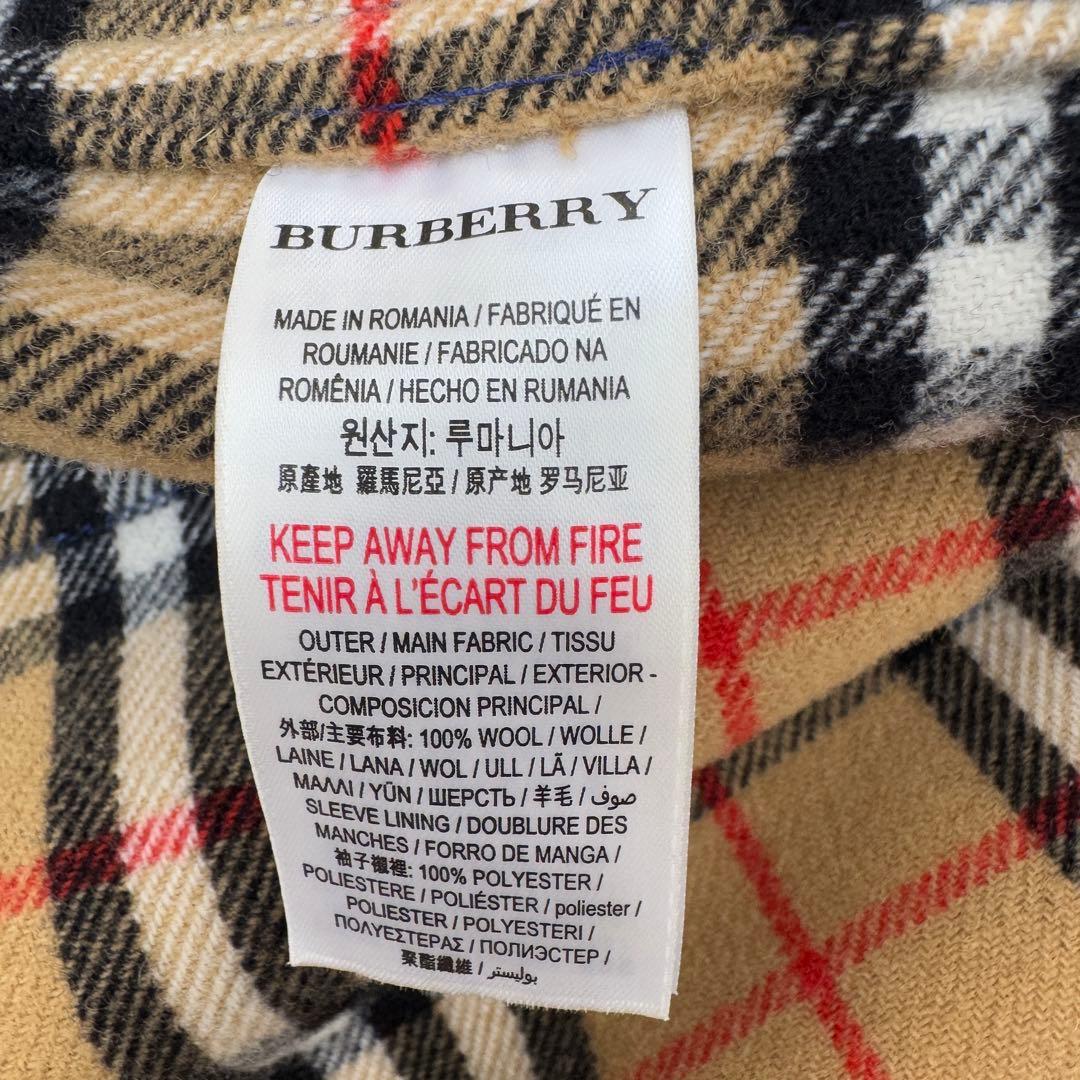 BURBERRY
MADE IN ROMANIA / FABRIQUÉ EN
ROUMANIE / FABRICADO NA
ROMÊNIA / HECHO EN RUMANIA
원산지: 루마니아
原產地 羅馬尼亞 / 原产地 罗马尼亚
KEEP AWAY FROM FIRE
TENIR À L'ÉCART DU FEU
OUTER / MAIN FABRIC / TISSU
EXTÉRIEUR / PRINCIPAL / EXTERIOR -
COMPOSICION PRINCIPAL /
外部/主要布料: 100% WOOL / WOLLE /
LAINE / LANA / WOL / ULL / LÃ / VILLA /
ΜΑΛΛΙ / YÜN / ШЕРСТЬ / 羊毛 / صوف
SLEEVE LINING / DOUBLURE DES
MANCHES / FORRO DE MANGA /
袖子襯裡: 100% POLYESTER /
POLIESTERE / POLIÉSTER / poliester /
POLIESTER / POLYESTERI /
ΠΟΛΥΕΣΤΕΡΑΣ / ПОЛИЭСТЕР /
聚酯纖維 / بوليستر